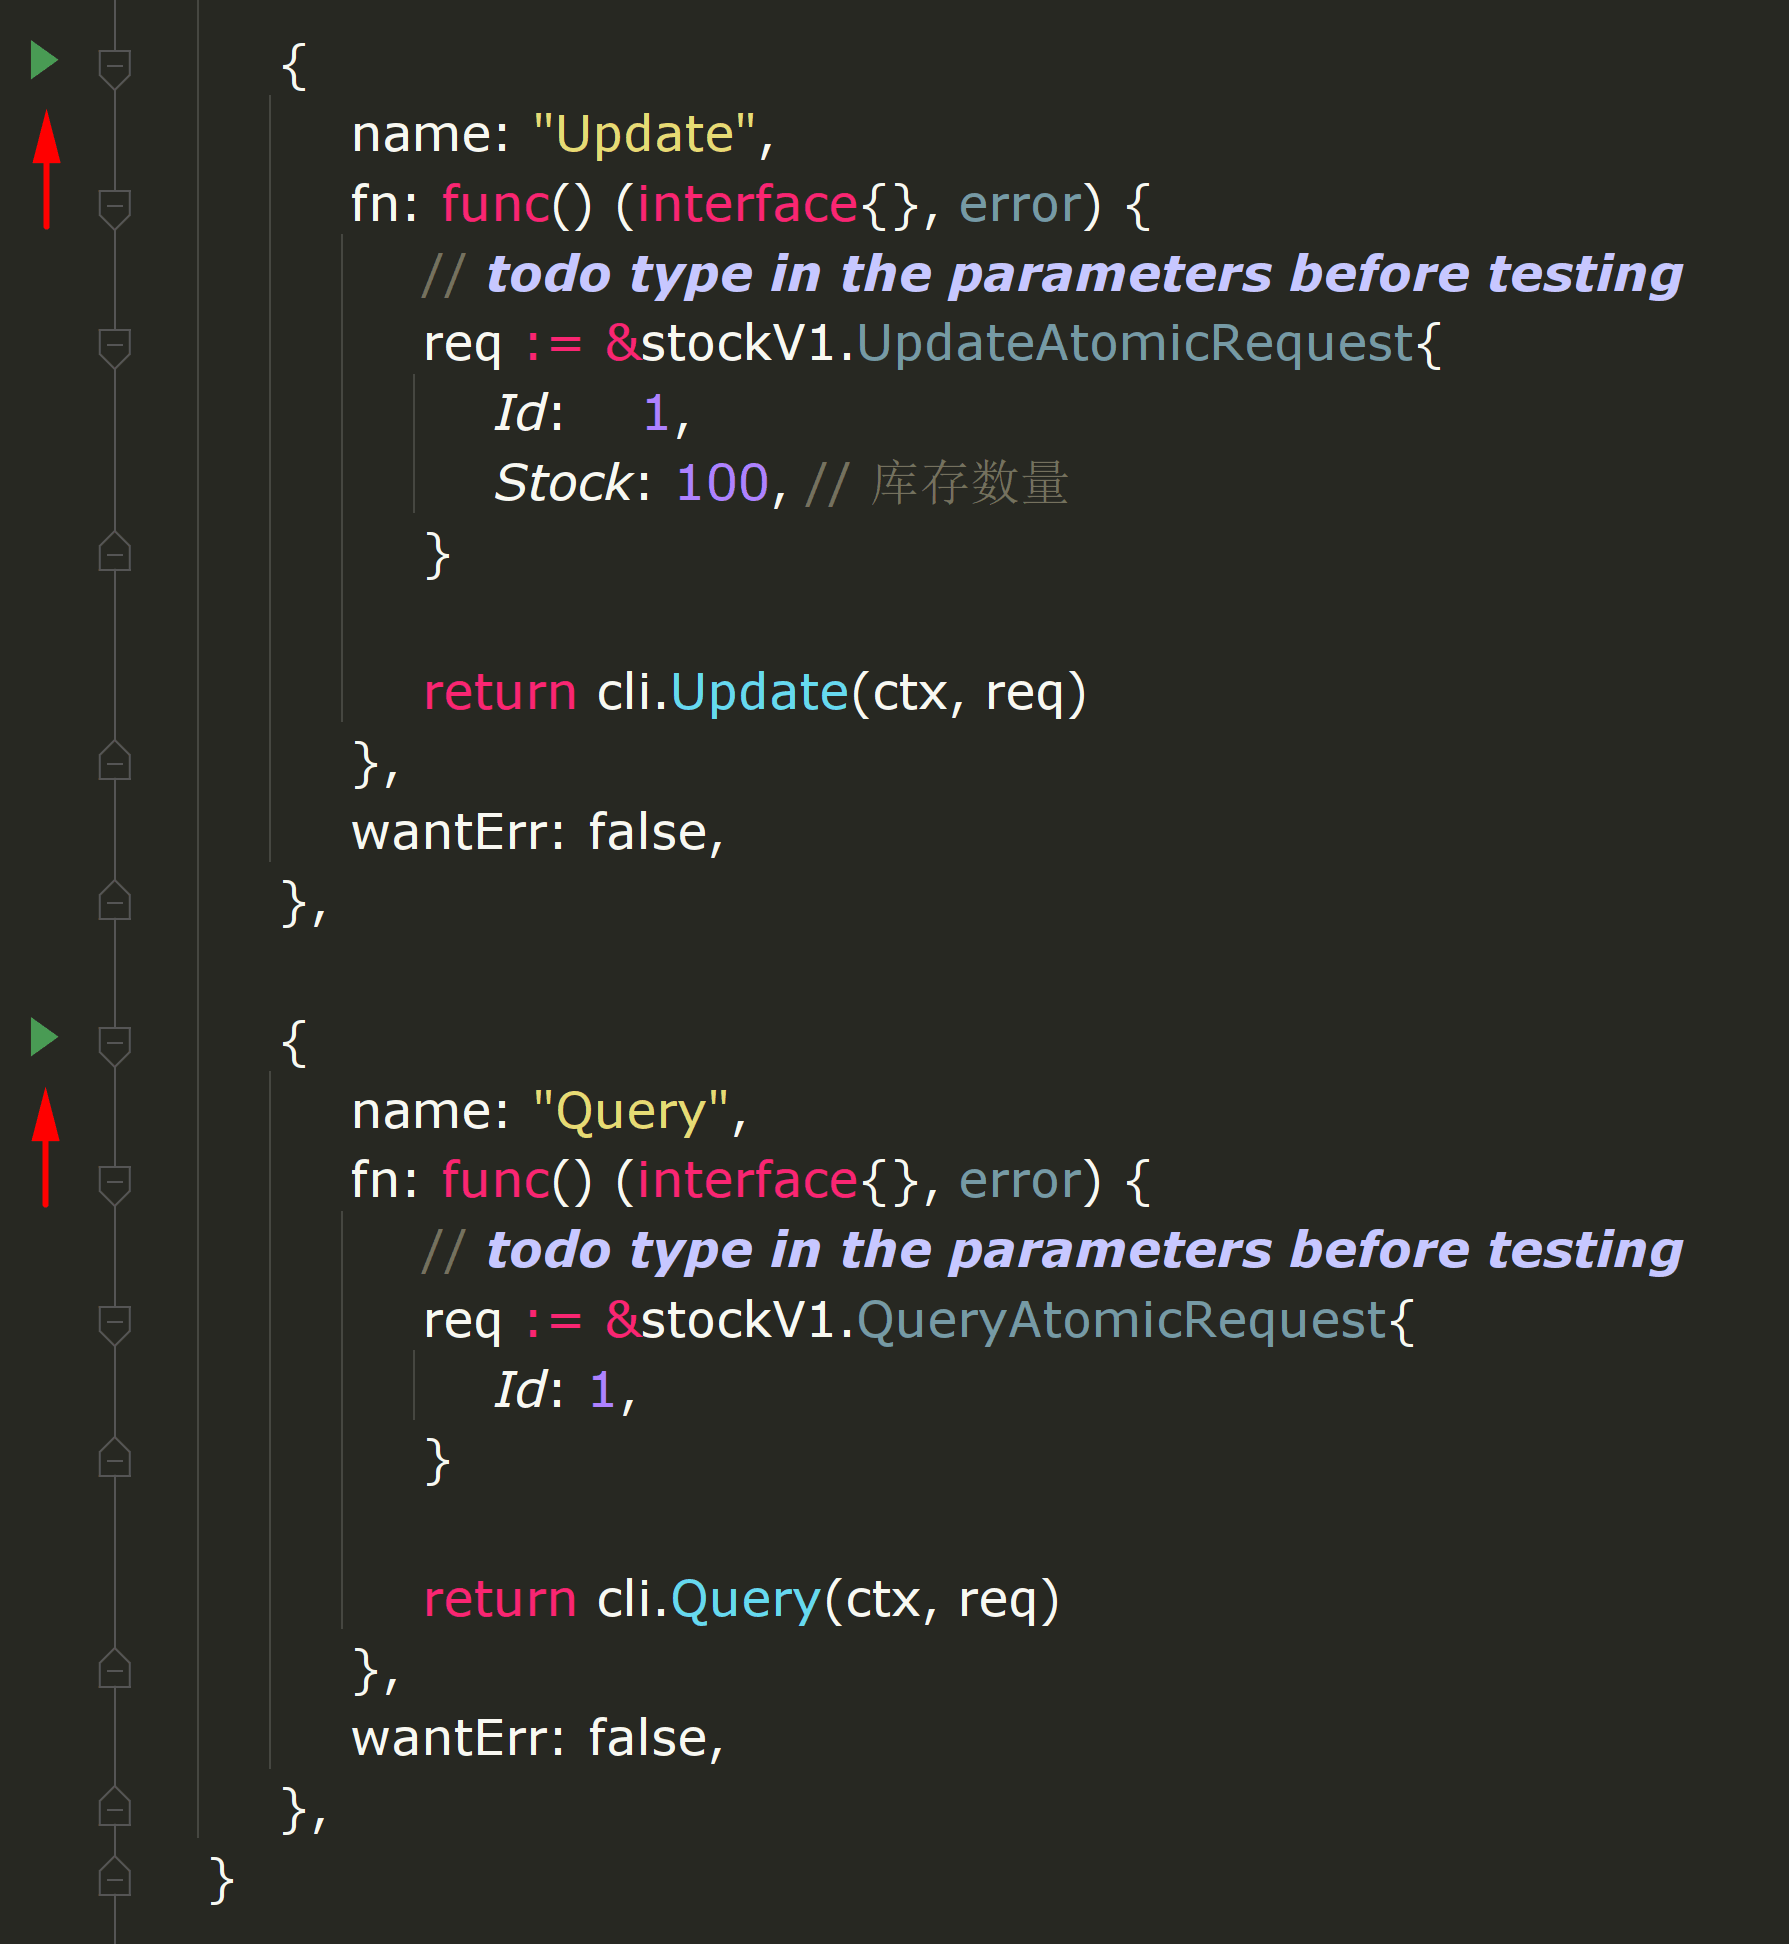 {
name: "Update",
fn: func() (interface{}, error) {
// todo type in the parameters before testing
req := &stockV1.UpdateAtomicRequest{
Id: 1,
Stock: 100, // 库存数量
}
return cli.Update(ctx, req)
},
wantErr: false,
},
{
name: "Query",
fn: func() (interface{}, error) {
// todo type in the parameters before testing
req := &stockV1.QueryAtomicRequest{
Id: 1,
}
return cli.Query(ctx, req)
},
wantErr: false,
},
}